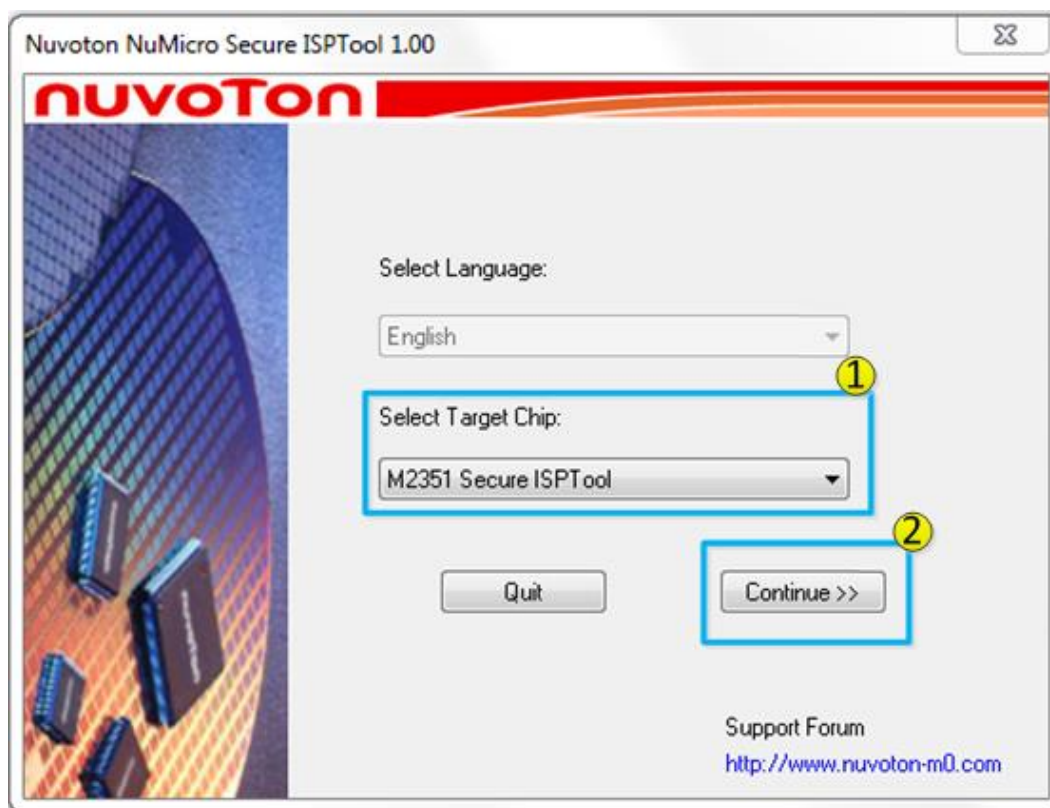 Nuvoton NuMicro Secure ISPTool 1.00
nuvoTon
Select Language:
English
1
Select Target Chip:
M2351 Secure ISPTool
2
Quit
Continue >>
Support Forum
http://www.nuvoton-m0.com